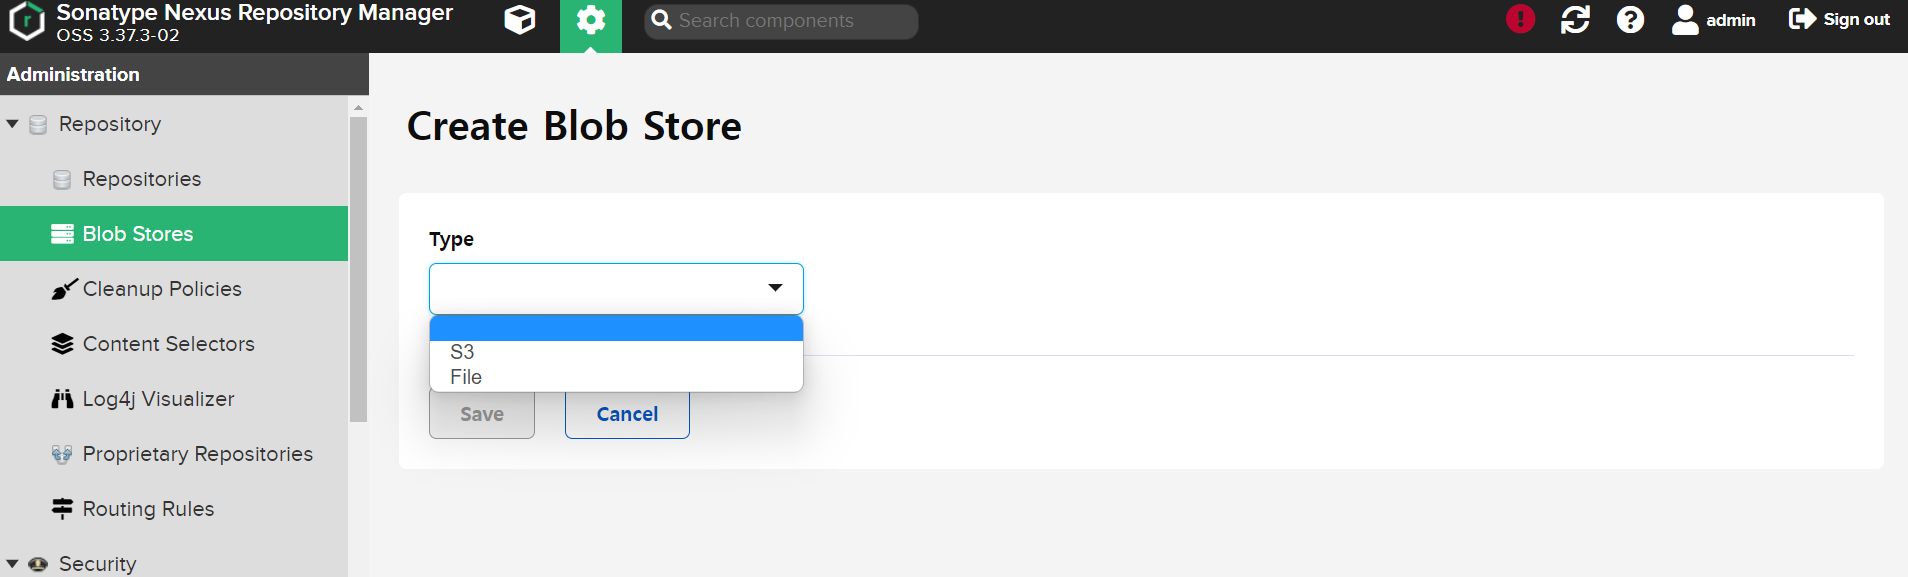 Sonatype Nexus Repository Manager
OSS 3.37.3-02
Search components
admin
Sign out
Administration
Repository
Repositories
Blob Stores
Cleanup Policies
Content Selectors
Log4j Visualizer
Proprietary Repositories
Routing Rules
Security
Create Blob Store
Type
S3
File
Save
Cancel